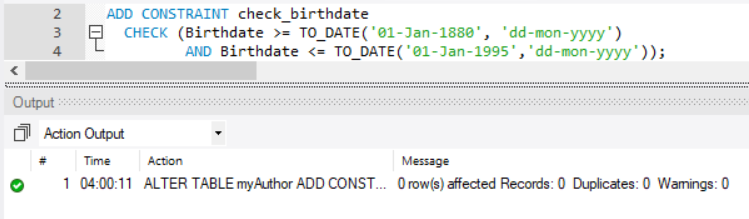 2 ADD CONSTRAINT check_birthdate
3 CHECK (Birthdate >= TO_DATE('01-Jan-1880', 'dd-mon-yyyy')
4 AND Birthdate <= TO_DATE('01-Jan-1995','dd-mon-yyyy'));
Output
Action Output
# Time Action Message
1 04:00:11 ALTER TABLE myAuthor ADD CONST... 0 row(s) affected Records: 0 Duplicates: 0 Warnings: 0